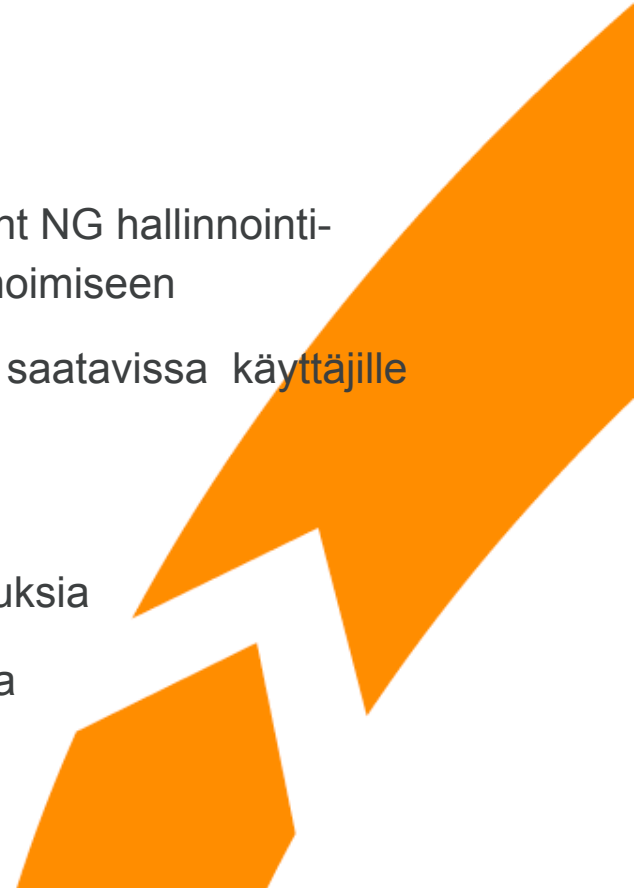 nt NG hallinnointi-
noimiseen
saatavissa käyttäjille
uksia
a